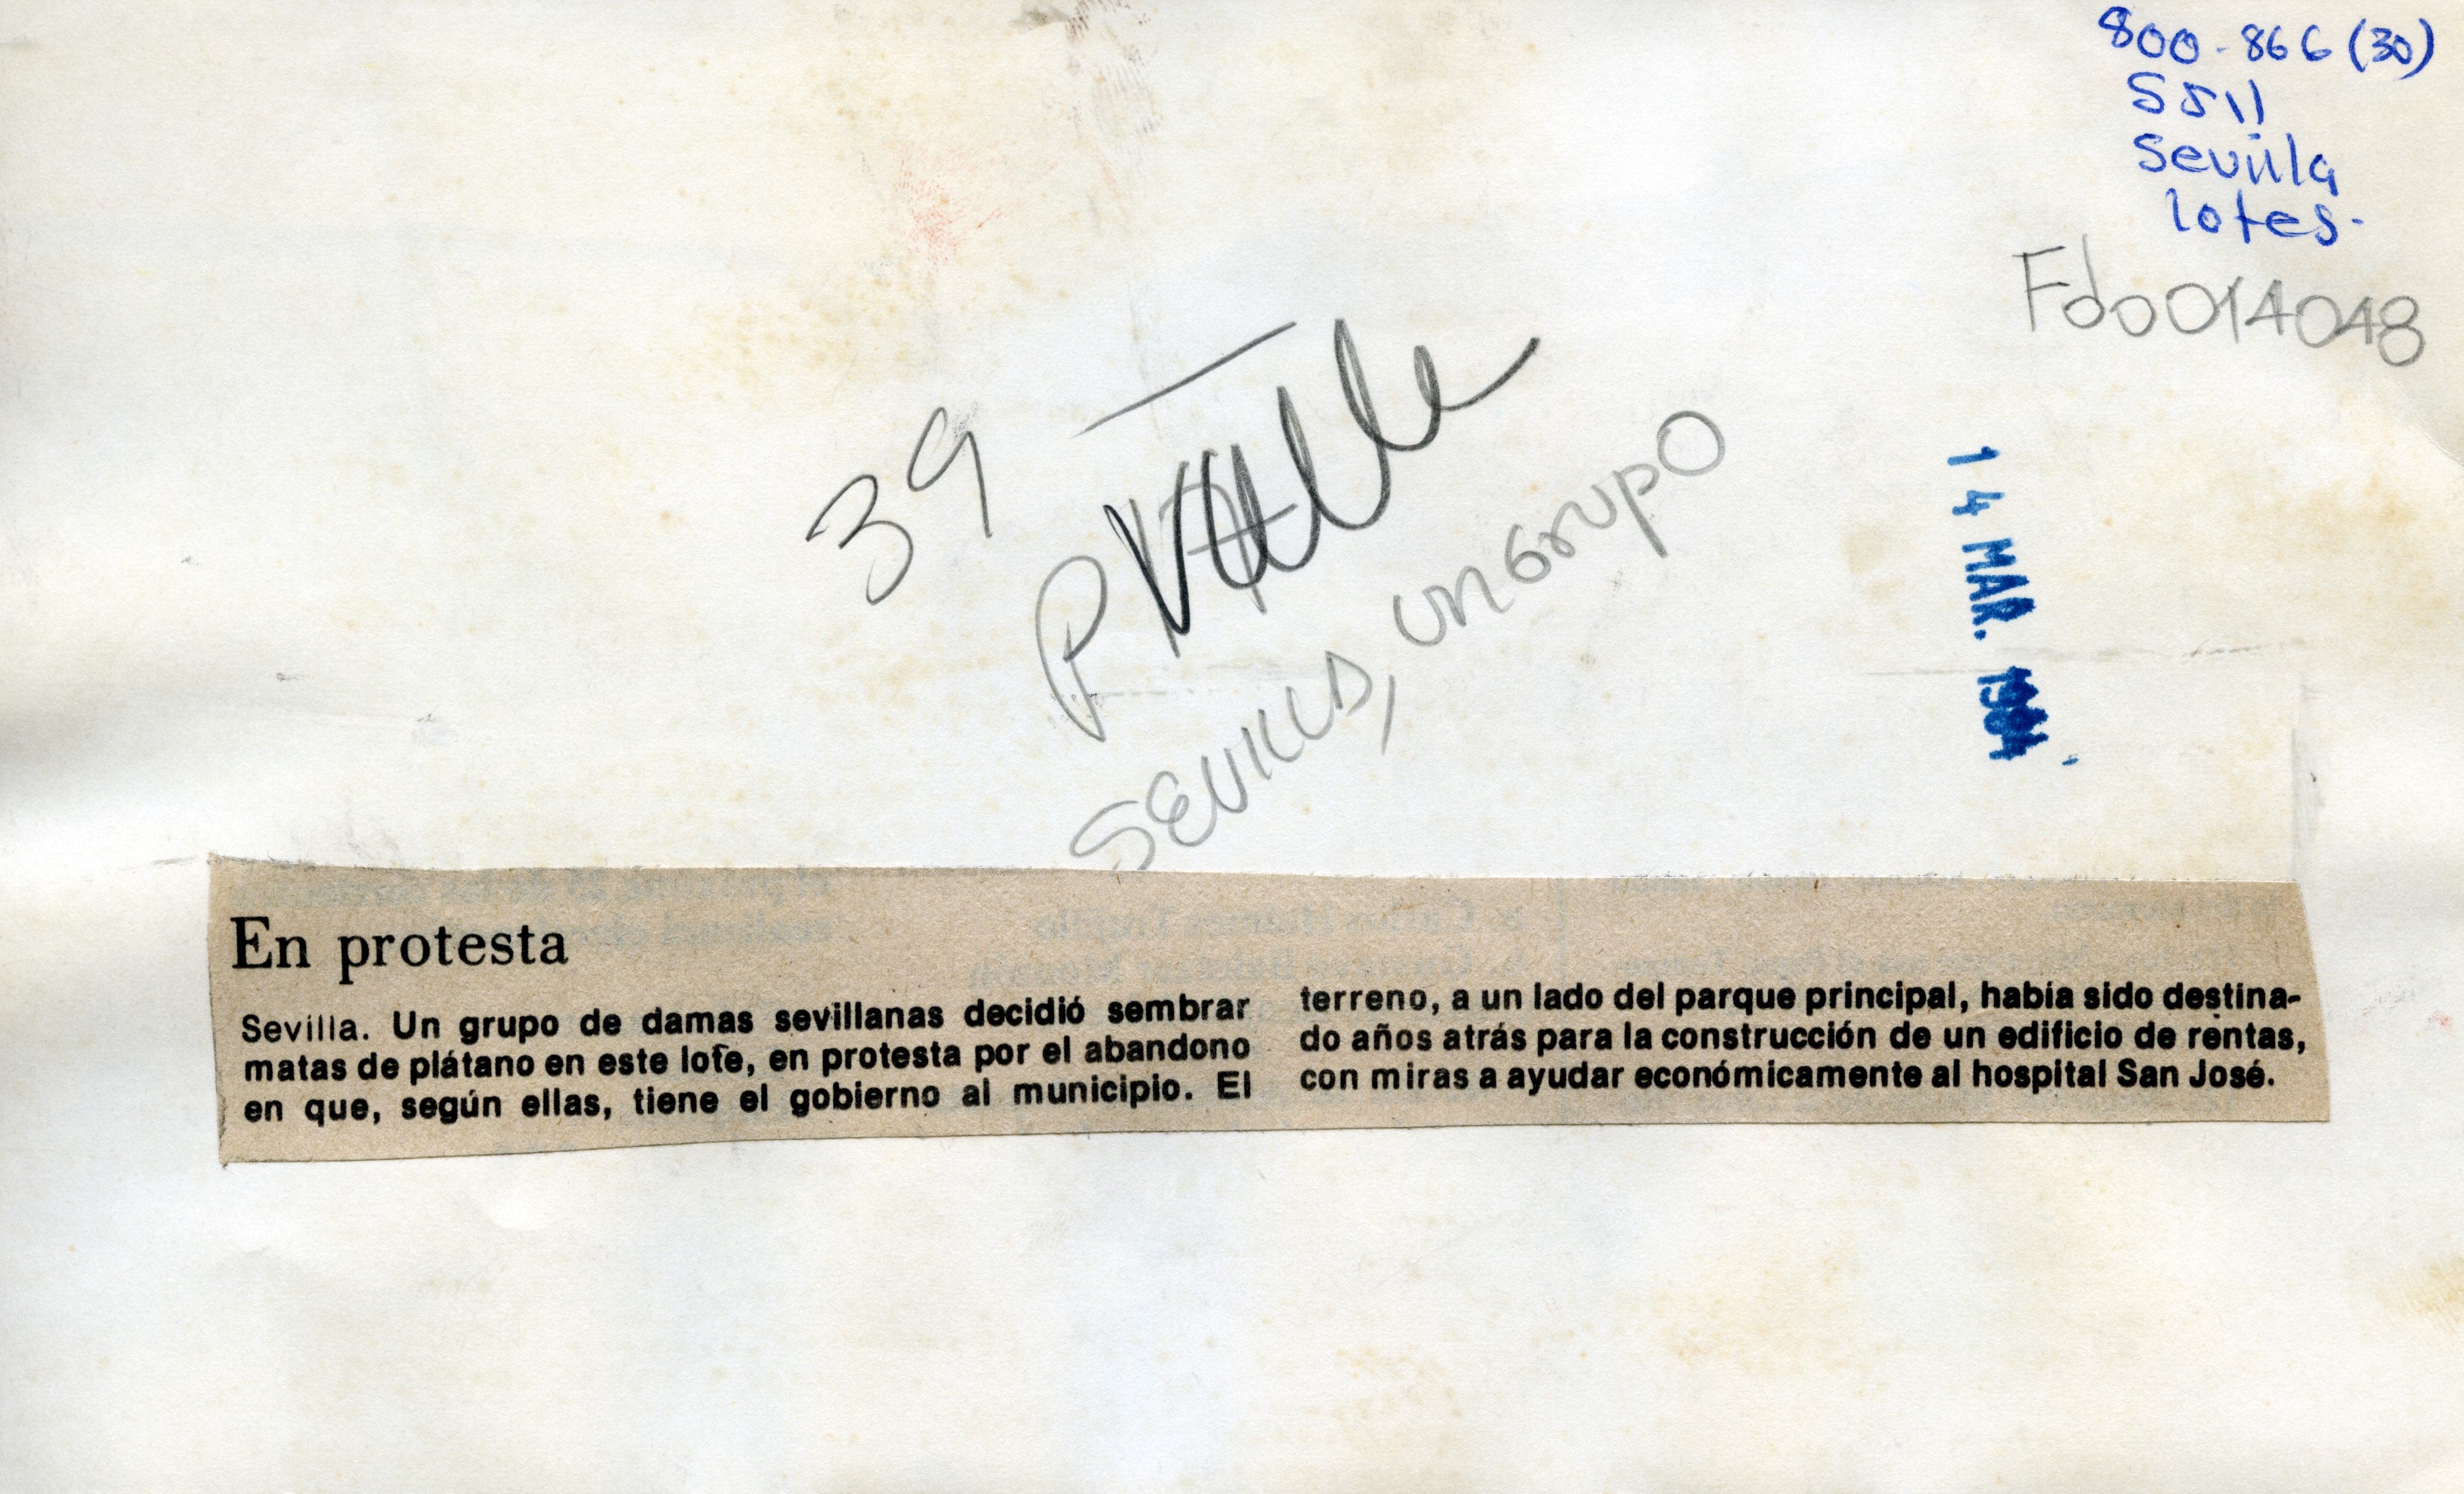 800-866 (30)
S511
Sevilla
lotes.
Fdo014048
39
PValle
SEVILLA, un Grupo
14 MAR. 1984
En protesta
Sevilla. Un grupo de damas sevillanas decidió sembrar
matas de plátano en este lote, en protesta por el abandono
en que, según ellas, tiene el gobierno al municipio. El
terreno, a un lado del parque principal, había sido destina-
do años atrás para la construcción de un edificio de rentas,
con miras a ayudar económicamente al hospital San José.